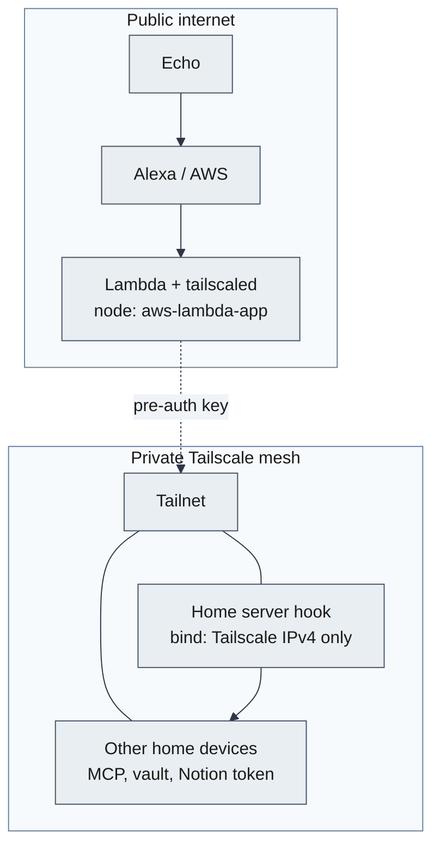 Public internet
Echo
Alexa / AWS
Lambda + tailscaled
node: aws-lambda-app
pre-auth key
Private Tailscale mesh
Tailnet
Home server hook
bind: Tailscale IPv4 only
Other home devices
MCP, vault, Notion token